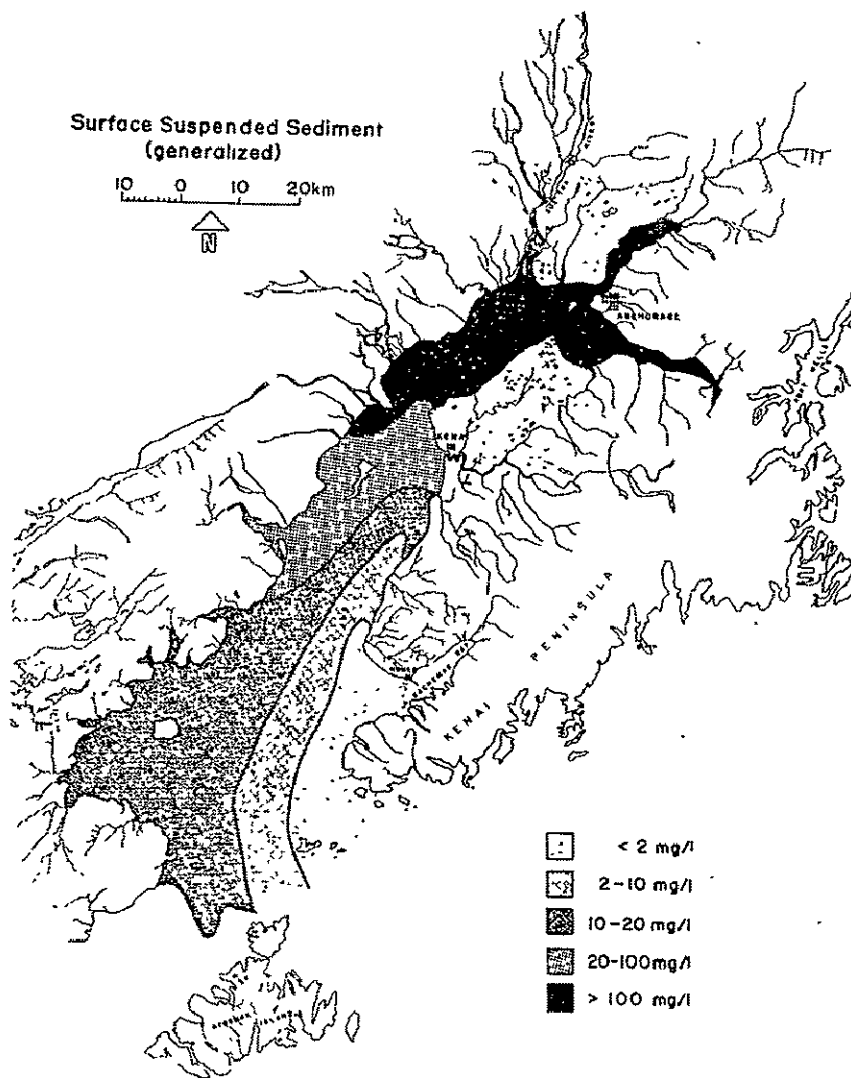 Surface Suspended Sediment
(generalized)
10 0 10 20km
N
ANCHORAGE
KENAI
PENINSULA
KENAI
< 2 mg/l
2-10 mg/l
10-20 mg/l
20-100mg/l
> 100 mg/l